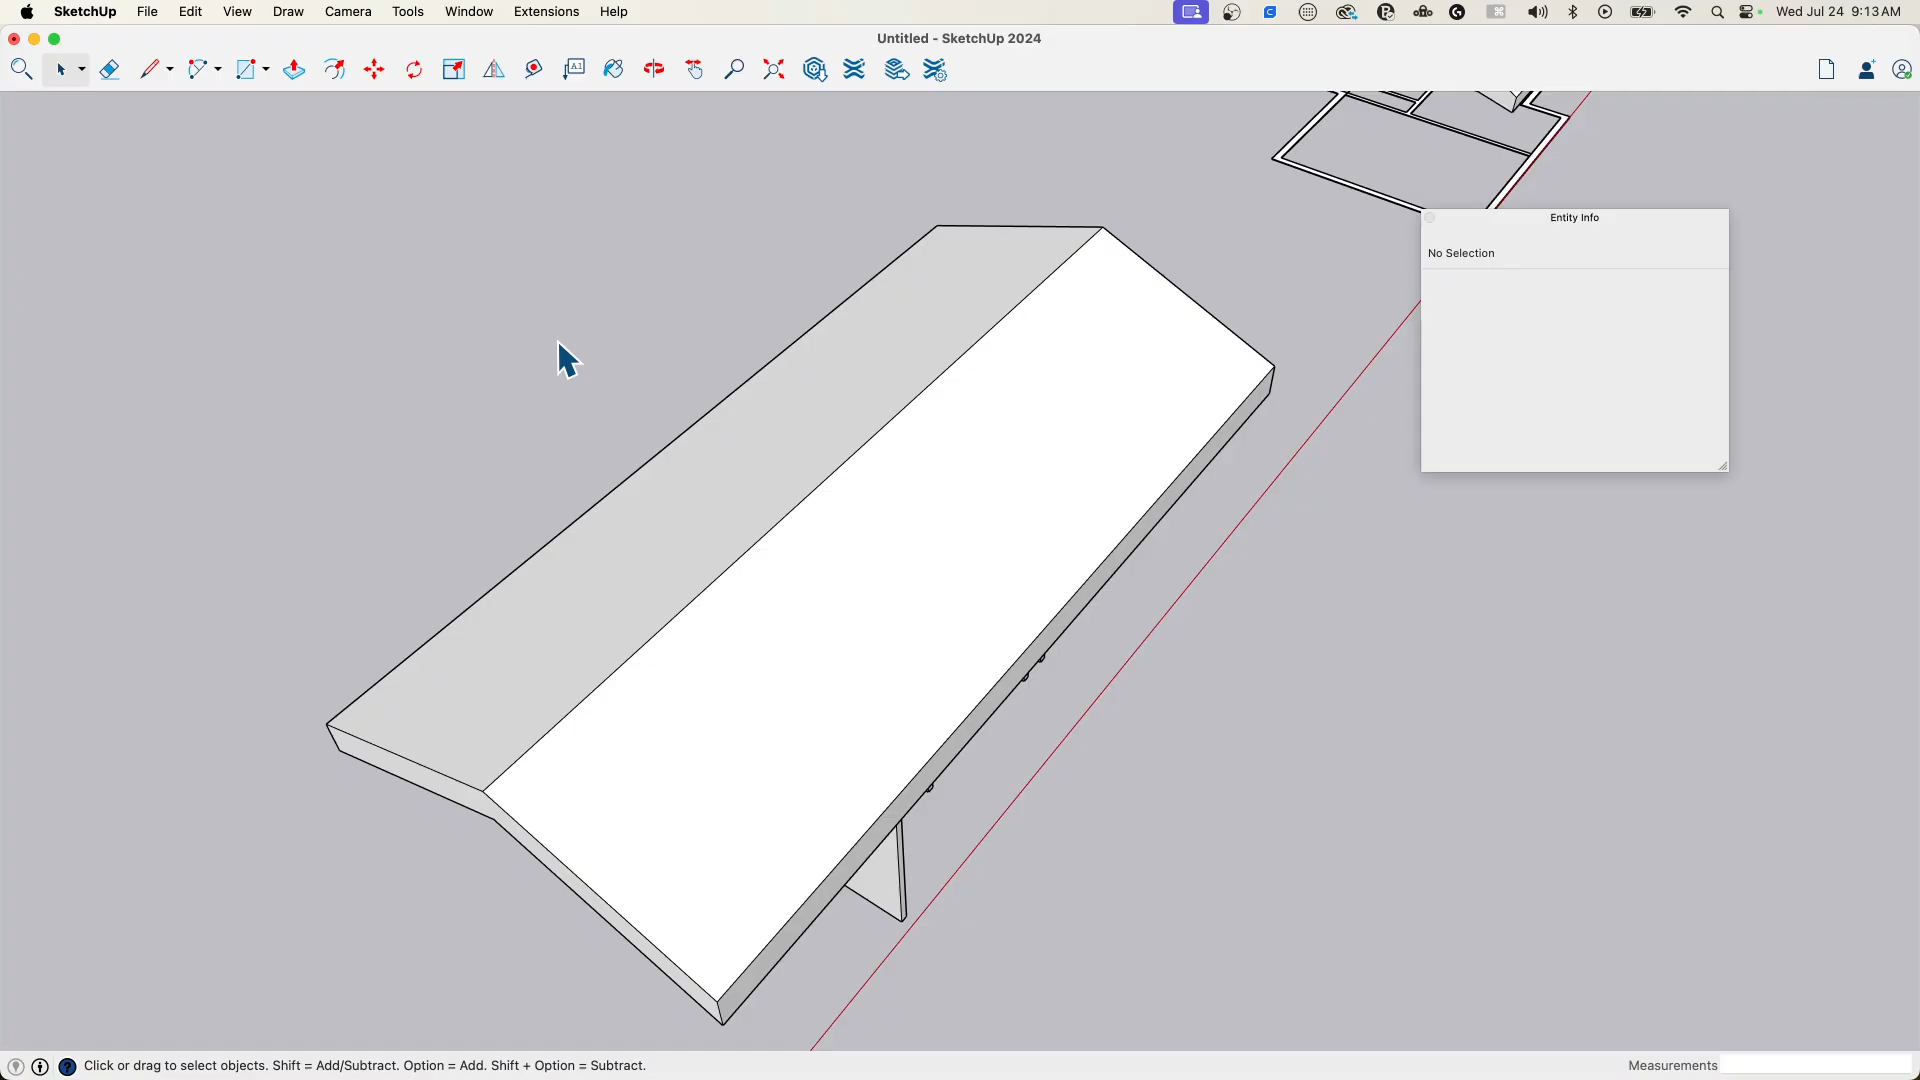 SketchUp File Edit View Draw Camera Tools Window Extensions Help Wed Jul 24 9:13 AM
Untitled - SketchUp 2024
A1
Entity Info
No Selection
Click or drag to select objects. Shift = Add/Subtract. Option = Add. Shift + Option = Subtract. Measurements